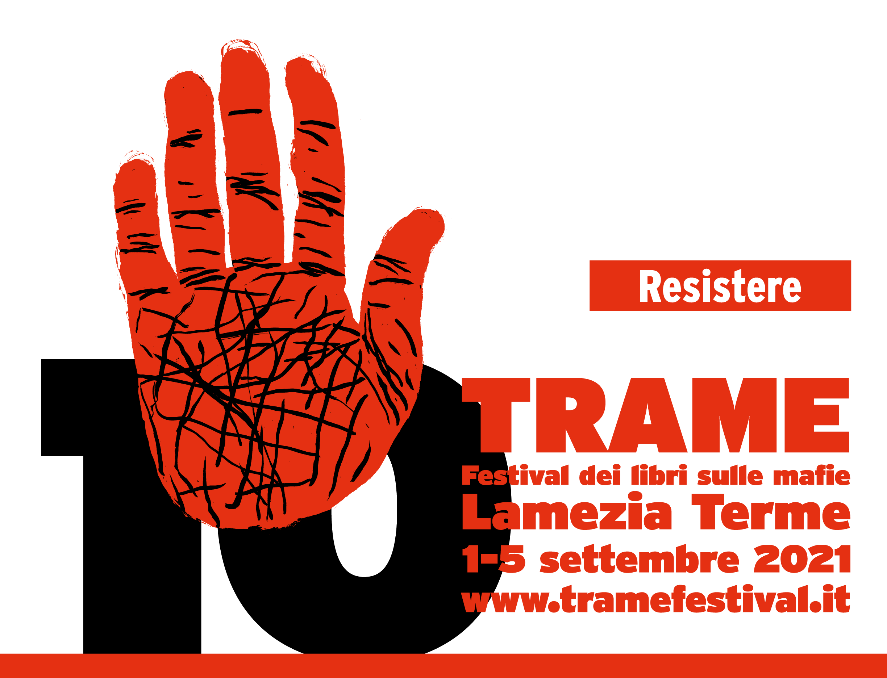 10
Resistere
TRAME
Festival dei libri sulle mafie
Lamezia Terme
1-5 settembre 2021
www.tramefestival.it